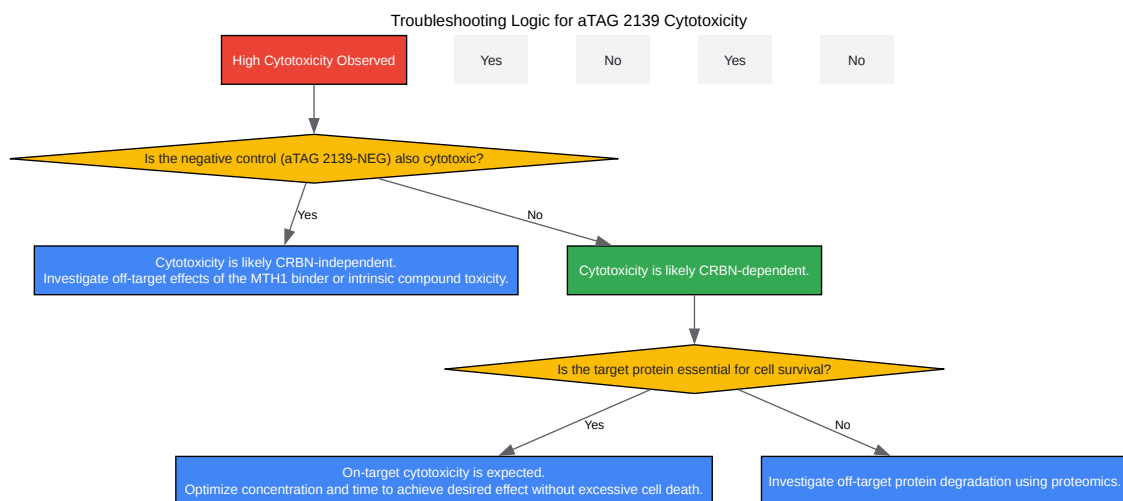 Troubleshooting Logic for aTAG 2139 Cytotoxicity
High Cytotoxicity Observed
Yes
No
Yes
No
Is the negative control (aTAG 2139-NEG) also cytotoxic?
Yes
No
Cytotoxicity is likely CRBN-independent.
Investigate off-target effects of the MTH1 binder or intrinsic compound toxicity.
Cytotoxicity is likely CRBN-dependent.
Is the target protein essential for cell survival?
Yes
No
On-target cytotoxicity is expected.
Optimize concentration and time to achieve desired effect without excessive cell death.
Investigate off-target protein degradation using proteomics.